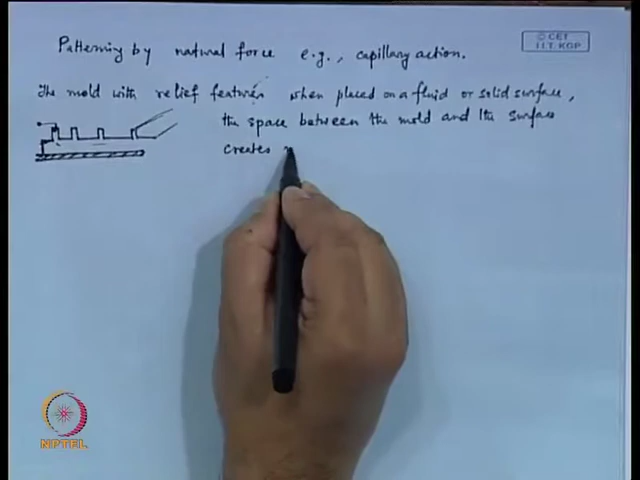 Patterning by natural force e.g., capillary action.
© CET
I.I.T. KGP
The mold with relief features when placed on a fluid or solid surface,
the space between the mold and the surface
creates
NPTEL